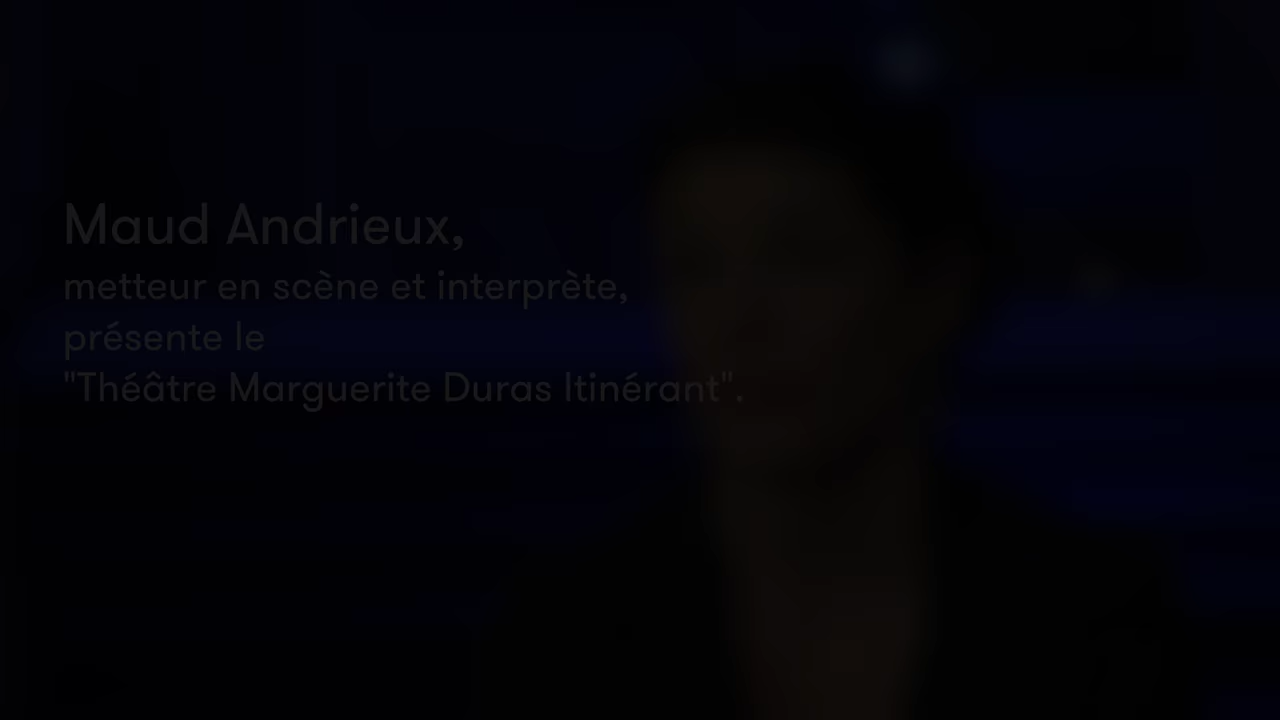 Maud Andrieux,
metteur en scène et interprète,
présente le
"Théâtre Marguerite Duras Itinérant".